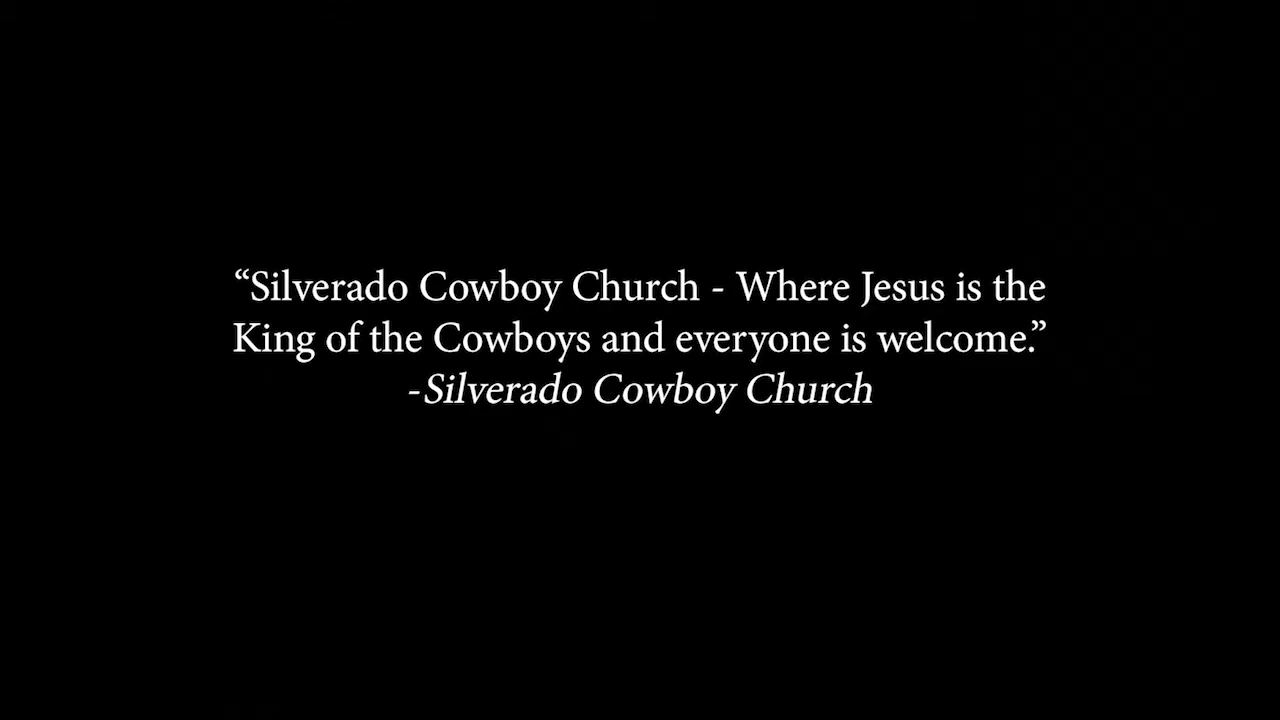 “Silverado Cowboy Church - Where Jesus is the
King of the Cowboys and everyone is welcome.”
-Silverado Cowboy Church